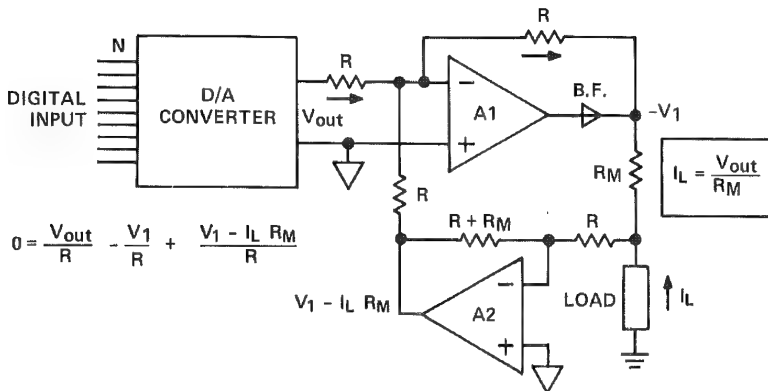 N
DIGITAL
INPUT
D/A
CONVERTER
Vout
R
R
A1
B.F.
-V1
RM
IL = Vout / RM
R
R + RM
R
0 = Vout/R - V1/R + V1 - IL RM/R
V1 - IL RM
A2
LOAD
IL